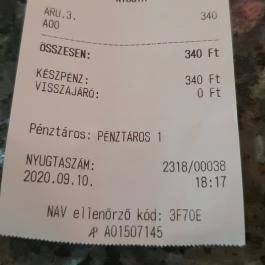 NYUGTA
ÁRU.3. 340
A00
ÖSSZESEN: 340 Ft
KÉSZPÉNZ: 340 Ft
VISSZAJÁRÓ: 0 Ft
Pénztáros: PÉNZTÁROS 1
NYUGTASZÁM: 2318/00038
2020.09.10. 18:17
NAV ellenőrző kód: 3F70E
AP A01507145